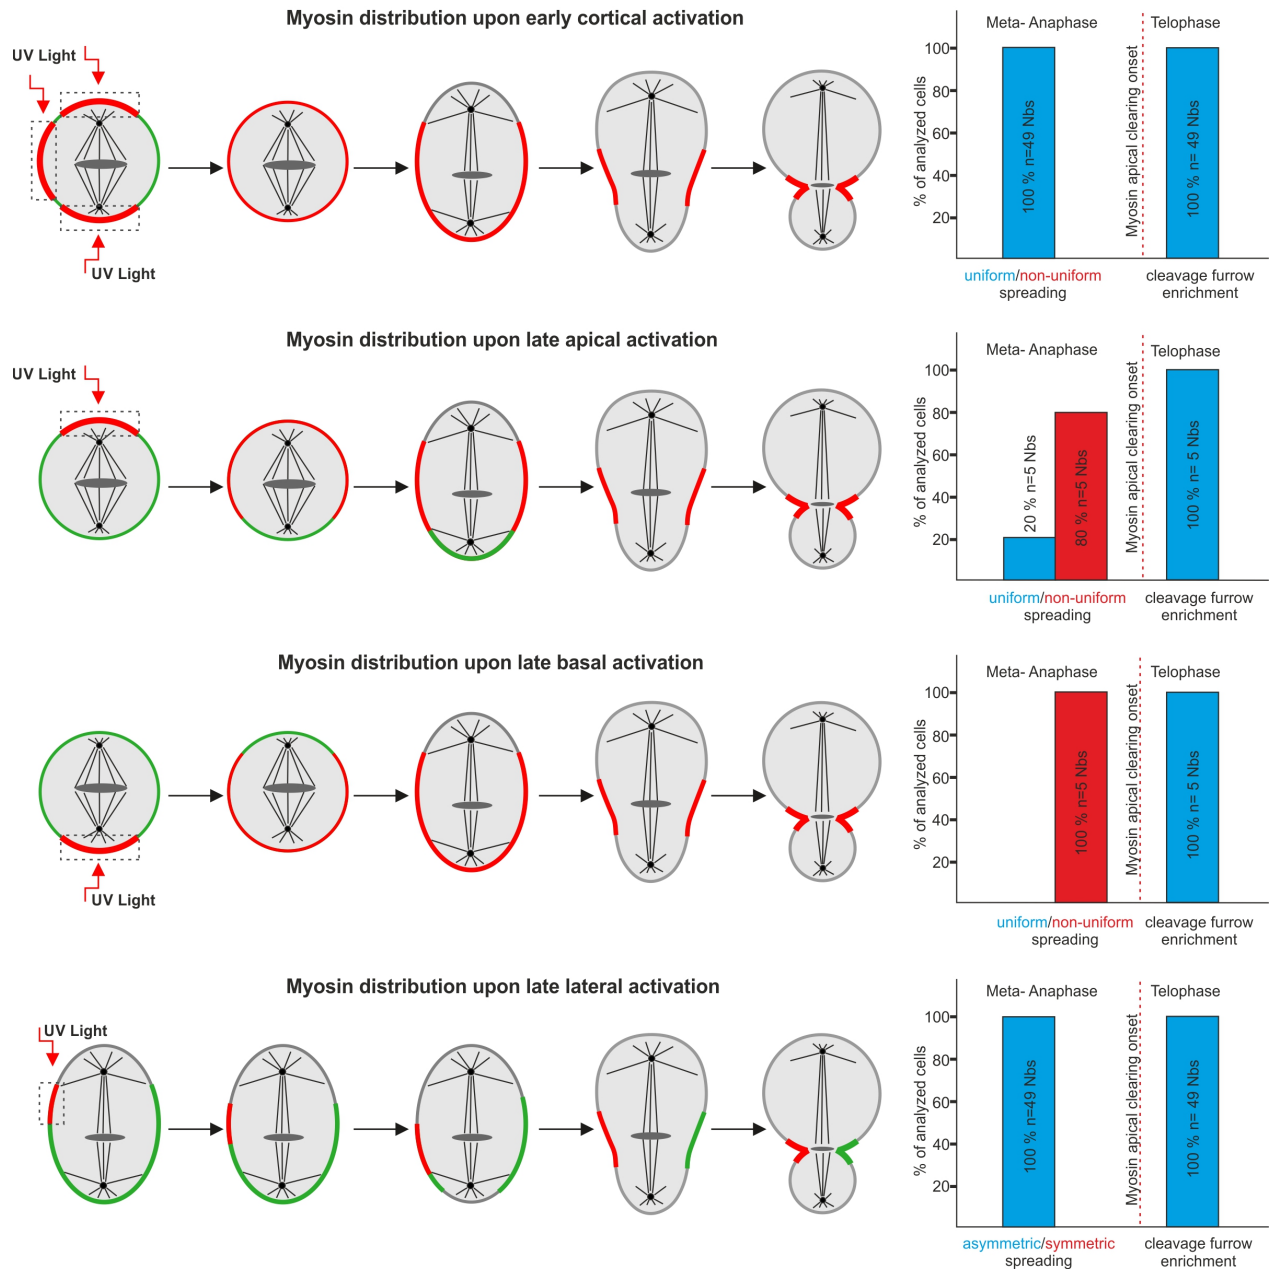 Myosin distribution upon early cortical activation
UV Light
UV Light
Meta- Anaphase
Telophase
% of analyzed cells
100
80
60
40
20
100 % n=49 Nbs
Myosin apical clearing onset
100 % n= 49 Nbs
uniform/non-uniform
spreading
cleavage furrow
enrichment
Myosin distribution upon late apical activation
UV Light
Meta- Anaphase
Telophase
% of analyzed cells
100
80
60
40
20
20 % n=5 Nbs
80 % n=5 Nbs
Myosin apical clearing onset
100 % n= 5 Nbs
uniform/non-uniform
spreading
cleavage furrow
enrichment
Myosin distribution upon late basal activation
UV Light
Meta- Anaphase
Telophase
% of analyzed cells
100
80
60
40
20
100 % n=5 Nbs
Myosin apical clearing onset
100 % n= 5 Nbs
uniform/non-uniform
spreading
cleavage furrow
enrichment
Myosin distribution upon late lateral activation
UV Light
Meta- Anaphase
Telophase
% of analyzed cells
100
80
60
40
20
100 % n=49 Nbs
Myosin apical clearing onset
100 % n= 49 Nbs
asymmetric/symmetric
spreading
cleavage furrow
enrichment